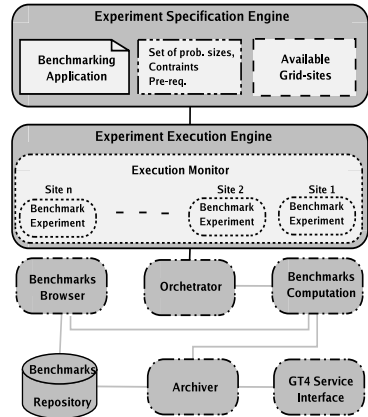 Experiment Specification Engine
Benchmarking
Application
Set of prob. sizes,
Contraints
Pre-req.
Available
Grid-sites
Experiment Execution Engine
Execution Monitor
Site n
Benchmark
Experiment
Site 2
Benchmark
Experiment
Site 1
Benchmark
Experiment
Benchmarks
Browser
Orchetrator
Benchmarks
Computation
Benchmarks
Repository
Archiver
GT4 Service
Interface